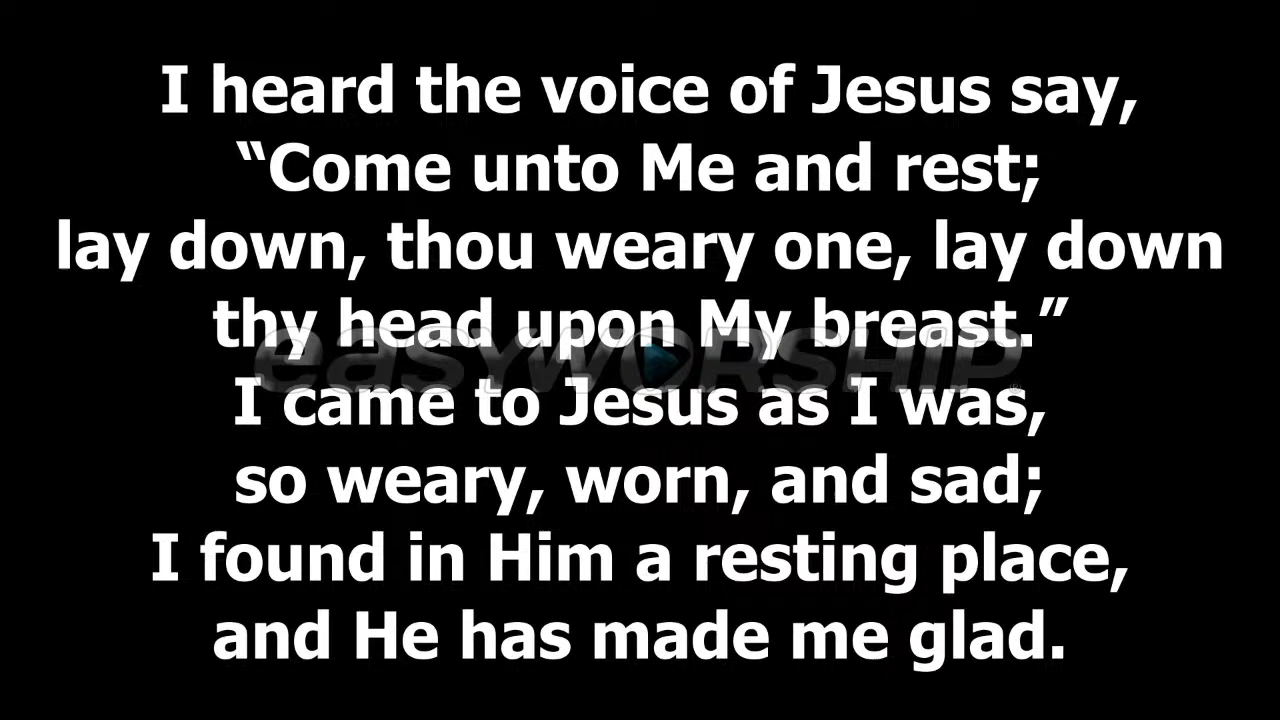 I heard the voice of Jesus say,
“Come unto Me and rest;
lay down, thou weary one, lay down
thy head upon My breast.”
easyworship®
I came to Jesus as I was,
so weary, worn, and sad;
I found in Him a resting place,
and He has made me glad.